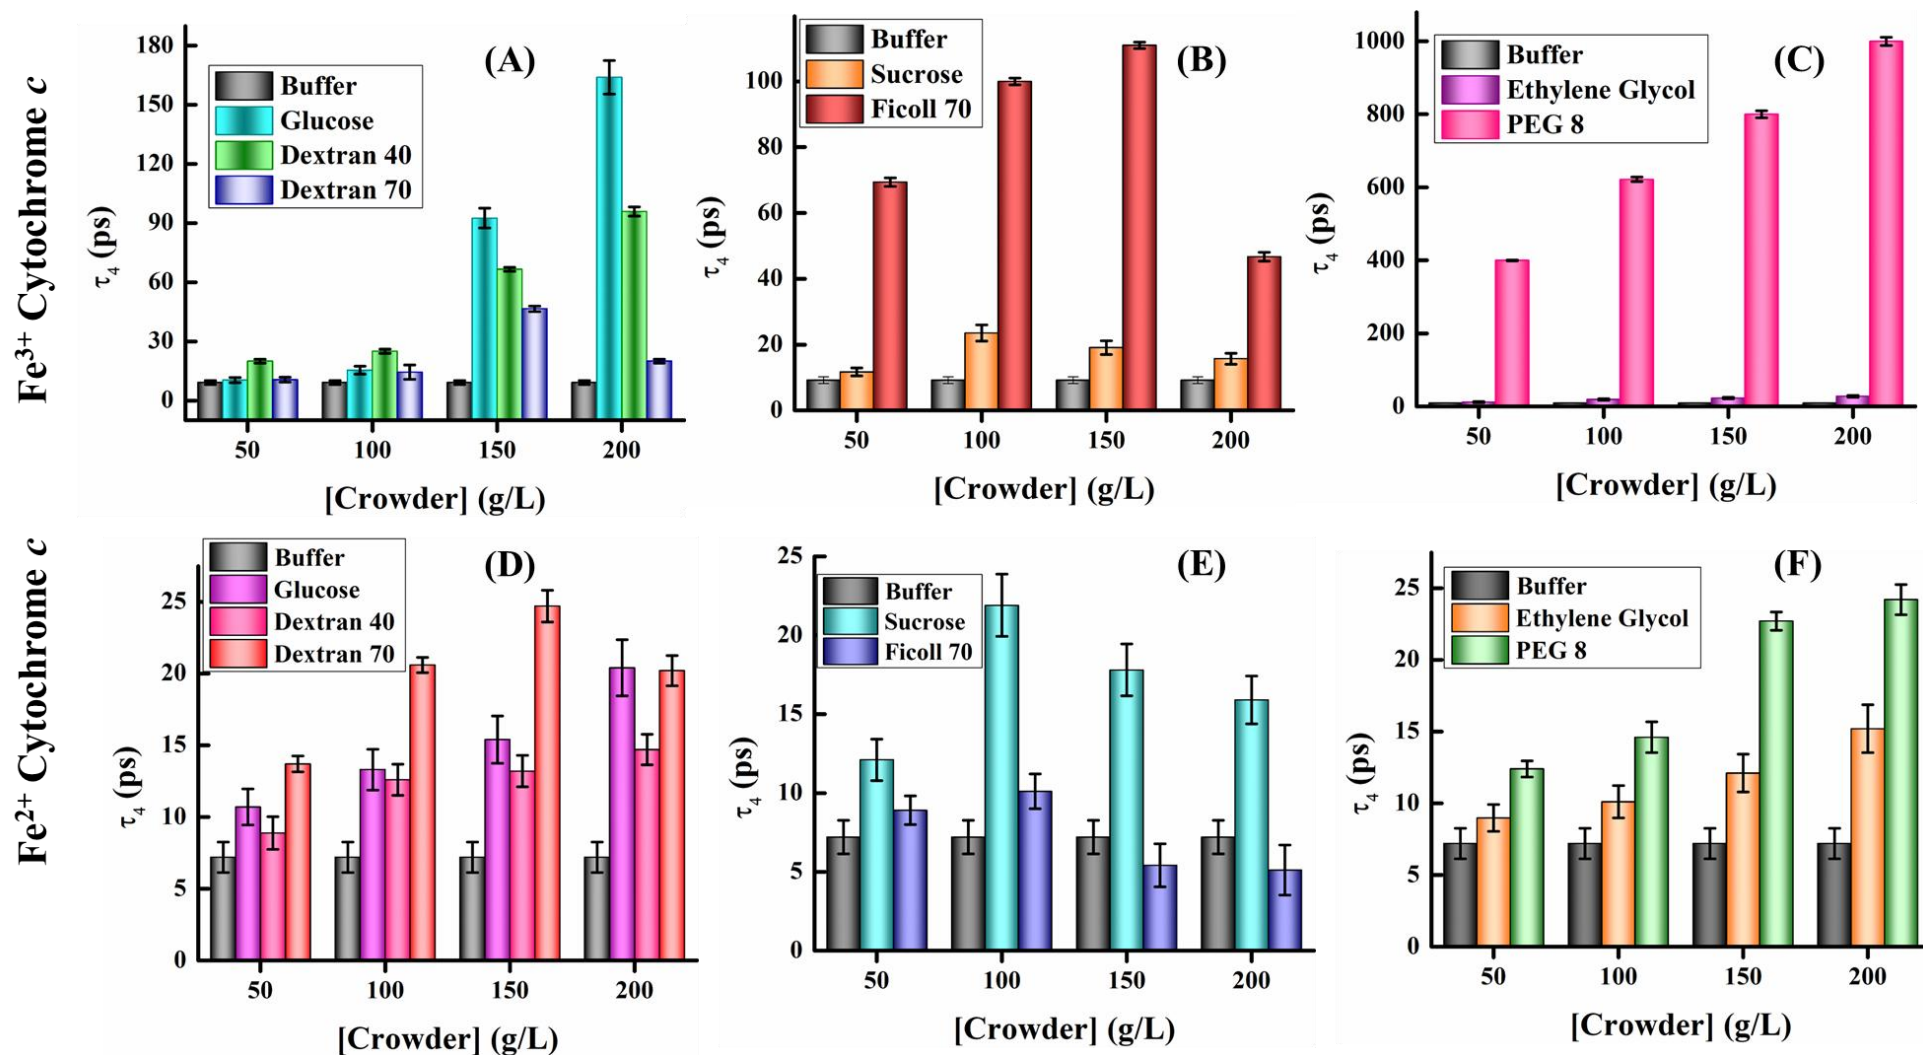 Fe³⁺ Cytochrome c
(A)
Buffer
Glucose
Dextran 40
Dextran 70
180
150
120
90
60
30
0
τ₄ (ps)
50 100 150 200
[Crowder] (g/L)
(B)
Buffer
Sucrose
Ficoll 70
100
80
60
40
20
0
τ₄ (ps)
50 100 150 200
[Crowder] (g/L)
(C)
Buffer
Ethylene Glycol
PEG 8
1000
800
600
400
200
0
τ₄ (ps)
50 100 150 200
[Crowder] (g/L)
Fe²⁺ Cytochrome c
(D)
Buffer
Glucose
Dextran 40
Dextran 70
25
20
15
10
5
0
τ₄ (ps)
50 100 150 200
[Crowder] (g/L)
(E)
Buffer
Sucrose
Ficoll 70
25
20
15
10
5
0
τ₄ (ps)
50 100 150 200
[Crowder] (g/L)
(F)
Buffer
Ethylene Glycol
PEG 8
25
20
15
10
5
0
τ₄ (ps)
50 100 150 200
[Crowder] (g/L)